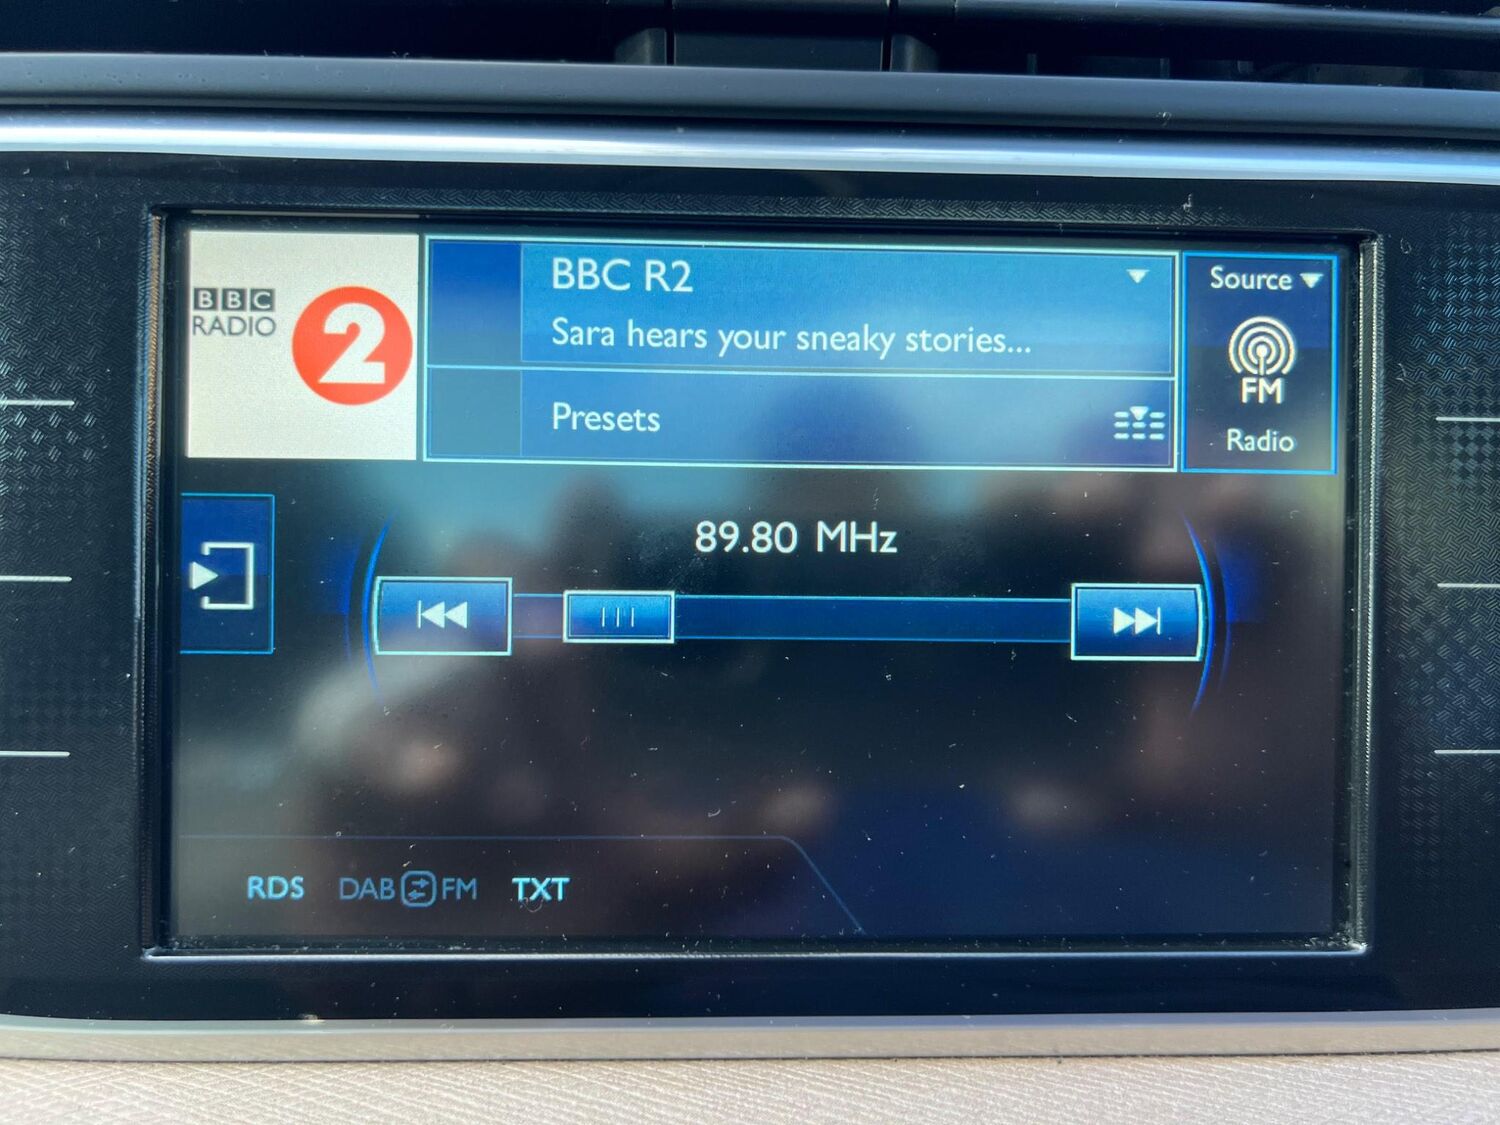 BBC
RADIO
2
BBC R2
Sara hears your sneaky stories...
Presets
Source
FM
Radio
89.80 MHz
RDS
DAB FM
TXT